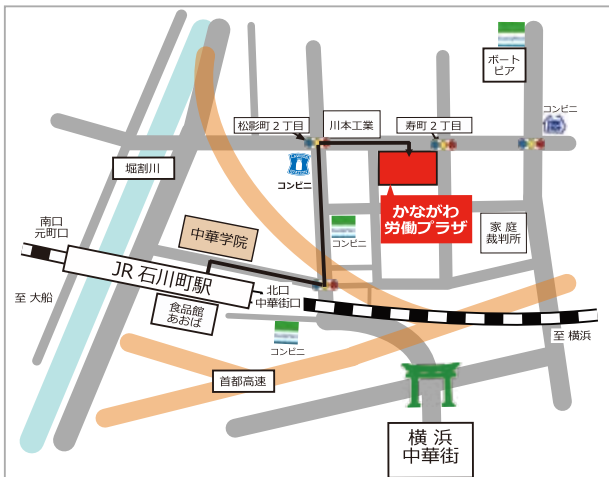 ボート
ピア
コンビニ
松影町２丁目
川本工業
寿町２丁目
コンビニ
堀割川
かながわ
労働プラザ
南口
元町口
中華学院
コンビニ
家 庭
裁判所
JR 石川町駅
至 大船
北口
中華街口
食品館
あおば
至 横浜
コンビニ
首都高速
横 浜
中華街